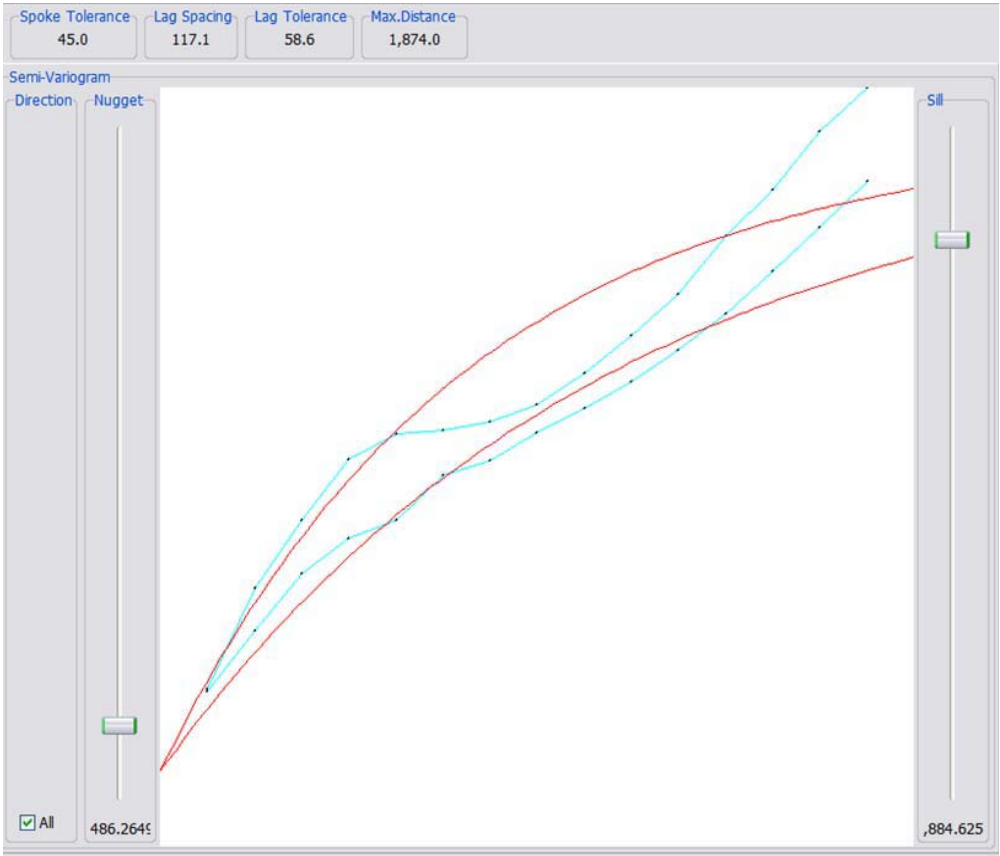 Spoke Tolerance Lag Spacing Lag Tolerance Max.Distance
45.0 117.1 58.6 1,874.0
Semi-Variogram
Direction Nugget Sill
All 486.2649 ,884.625